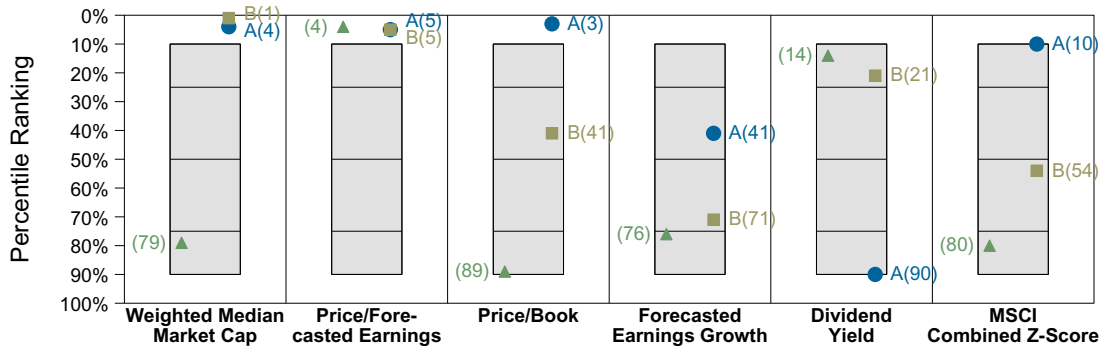 Percentile Ranking
0%
10%
20%
30%
40%
50%
60%
70%
80%
90%
100%
B(1)
A(4)
(79)
(4)
A(5)
B(5)
A(3)
B(41)
(89)
A(41)
B(71)
(76)
(14)
B(21)
A(90)
A(10)
B(54)
(80)
Weighted Median
Market Cap
Price/Fore-
casted Earnings
Price/Book
Forecasted
Earnings Growth
Dividend
Yield
MSCI
Combined Z-Score